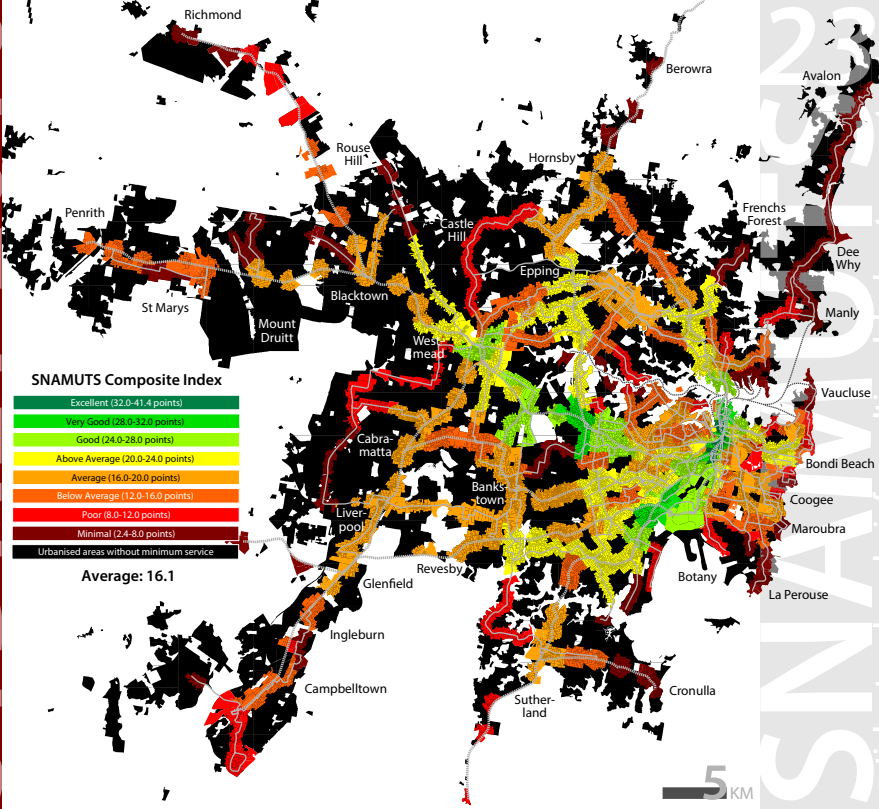 Richmond
Berowra
Avalon
Rouse
Hill
Hornsby
Penrith
Castle
Hill
Frenchs
Forest
Epping
Dee
Why
St Marys
Blacktown
Manly
Mount
Druitt
West-
mead
SNAMUTS Composite Index
Excellent (32.0-41.4 points)
Very Good (28.0-32.0 points)
Good (24.0-28.0 points)
Above Average (20.0-24.0 points)
Average (16.0-20.0 points)
Below Average (12.0-16.0 points)
Poor (8.0-12.0 points)
Minimal (2.4-8.0 points)
Urbanised areas without minimum service
Average: 16.1
Vaucluse
Cabra-
matta
Bondi Beach
Banks-
town
Coogee
Liver-
pool
Maroubra
Revesby
Glenfield
Botany
La Perouse
Ingleburn
Campbelltown
Suther-
land
Cronulla
5 KM
SNAMUTS
23